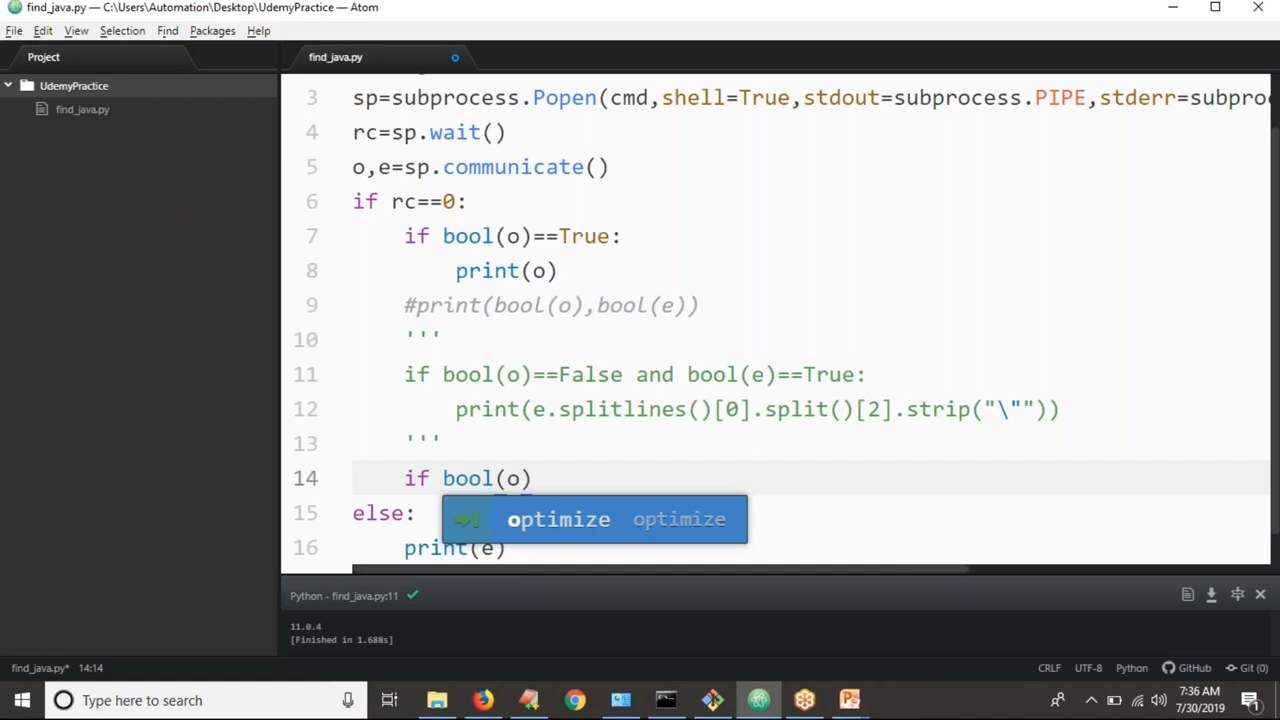 find_java.py — C:\Users\Automation\Desktop\UdemyPractice — Atom
File Edit View Selection Find Packages Help
Project
find_java.py
UdemyPractice
find_java.py
3 sp=subprocess.Popen(cmd,shell=True,stdout=subprocess.PIPE,stderr=subpro
4 rc=sp.wait()
5 o,e=sp.communicate()
6 if rc==0:
7 if bool(o)==True:
8 print(o)
9 #print(bool(o),bool(e))
10 '''
11 if bool(o)==False and bool(e)==True:
12 print(e.splitlines()[0].split()[2].strip("\""))
13 '''
14 if bool(o)
optimize optimize
15 else:
16 print(e)
Python - find_java.py:11
11.0.4
[Finished in 1.688s]
find_java.py* 14:14 CRLF UTF-8 Python GitHub Git (0)
Type here to search
7:36 AM
7/30/2019
1